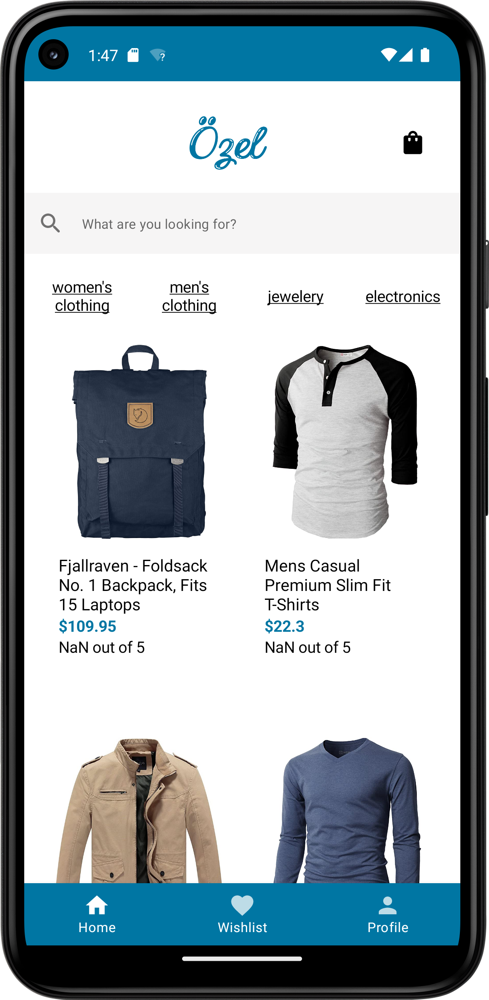 1:47
Özel
What are you looking for?
women's
clothing
men's
clothing
jewelery
electronics
Fjallraven - Foldsack
No. 1 Backpack, Fits
15 Laptops
$109.95
NaN out of 5
Mens Casual
Premium Slim Fit
T-Shirts
$22.3
NaN out of 5
Home
Wishlist
Profile